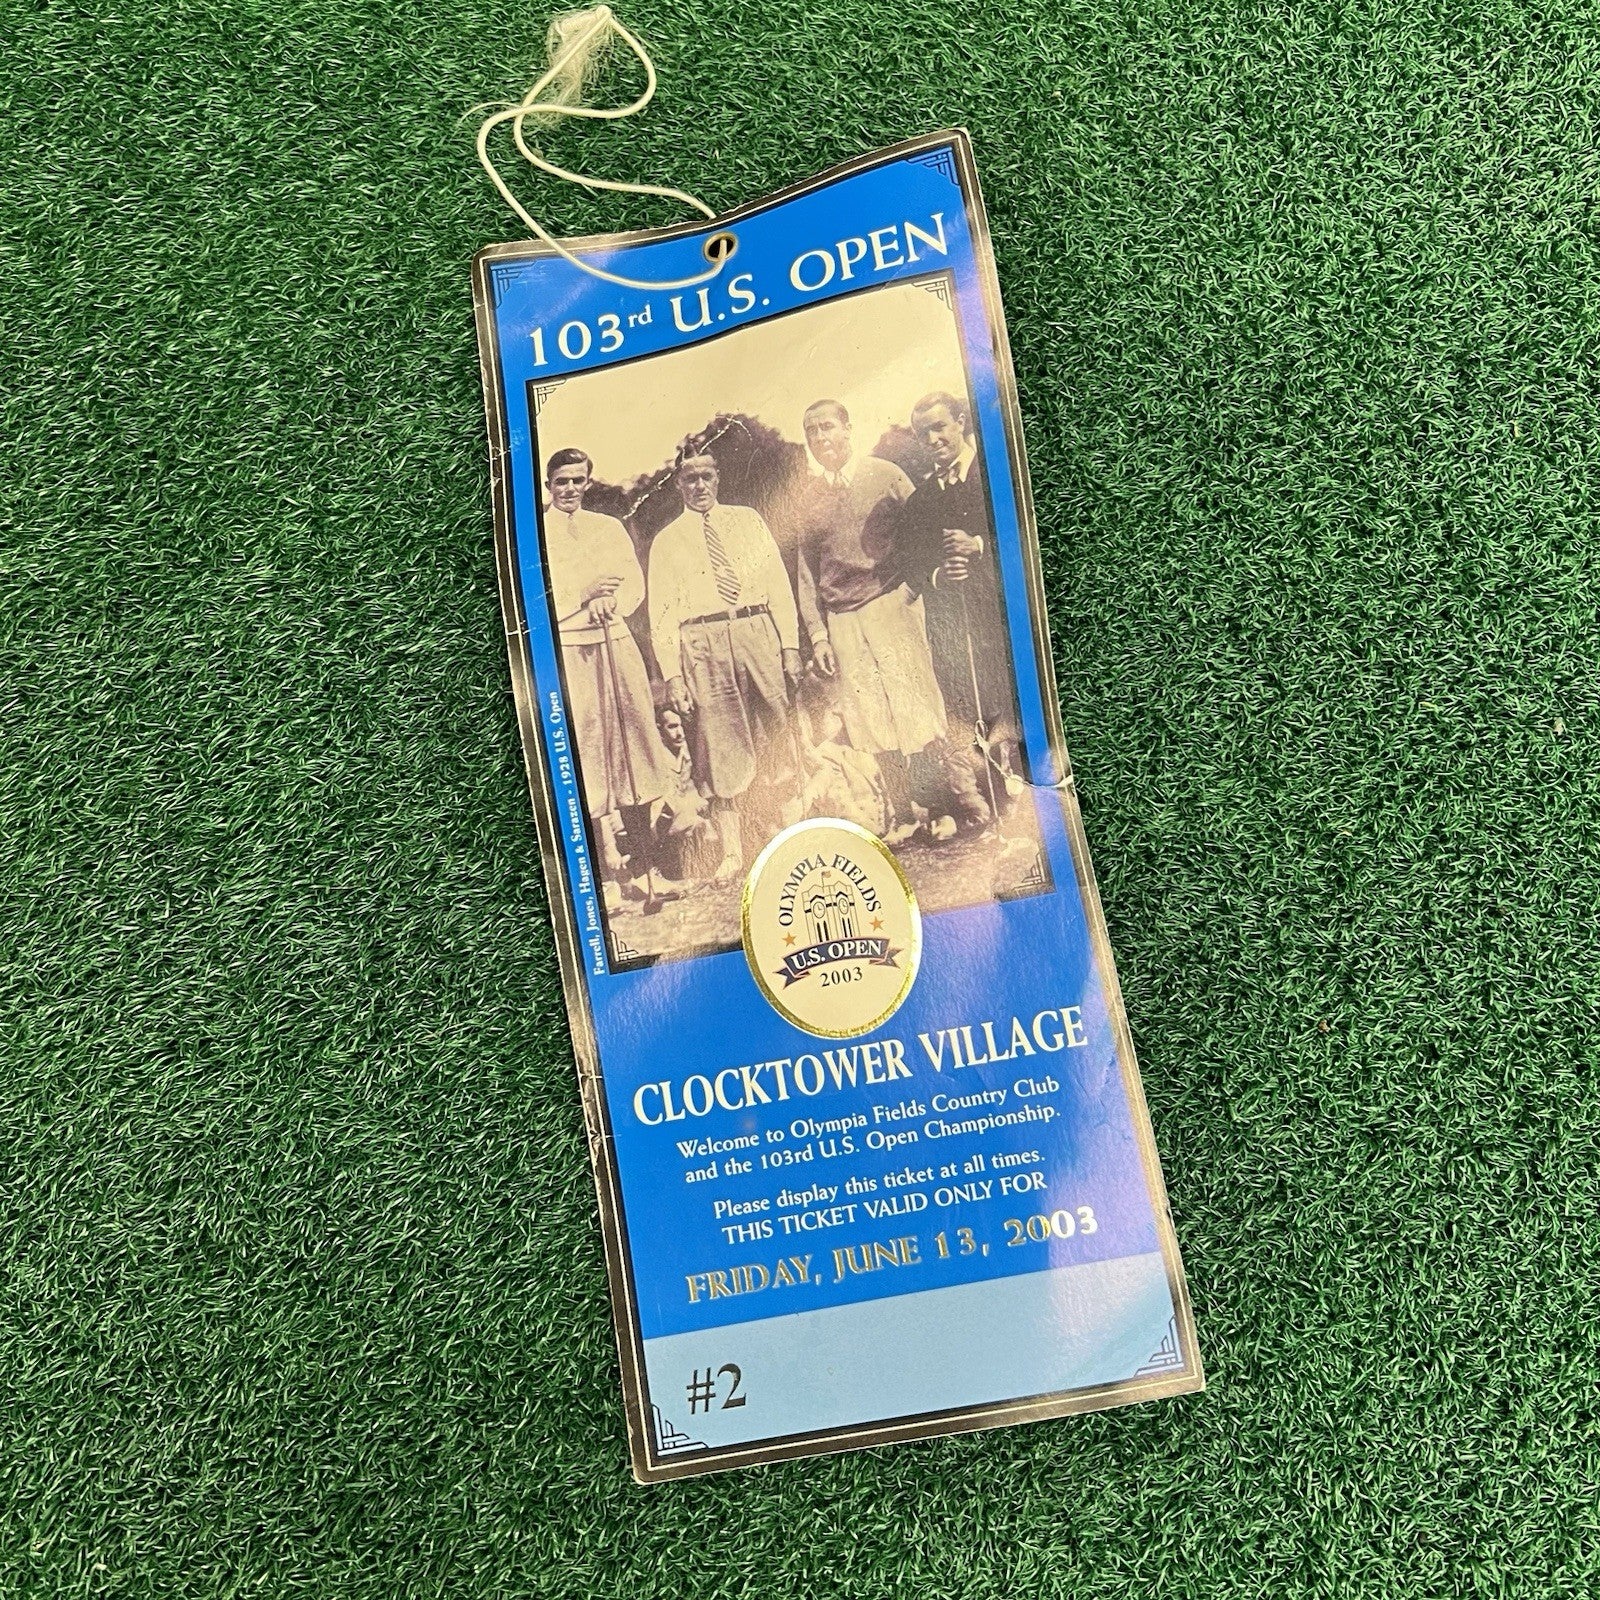 103rd U.S. OPEN
Farrell, Jones, Hagen & Sarazen - 1928 U.S. Open
OLYMPIA FIELDS
U.S. OPEN
2003
CLOCKTOWER VILLAGE
Welcome to Olympia Fields Country Club
and the 103rd U.S. Open Championship.
Please display this ticket at all times.
THIS TICKET VALID ONLY FOR
FRIDAY, JUNE 13, 2003
#2